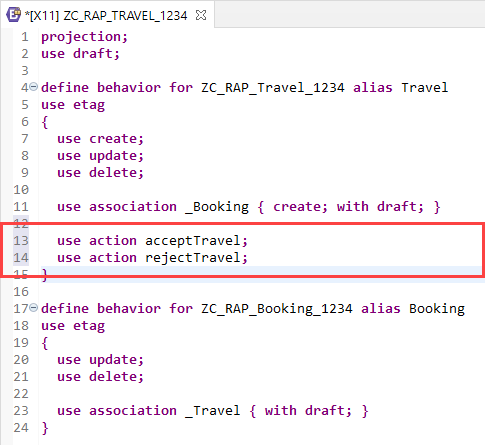 *[X11] ZC_RAP_TRAVEL_1234
1 projection;
2 use draft;
3
4 define behavior for ZC_RAP_Travel_1234 alias Travel
5 use etag
6 {
7 use create;
8 use update;
9 use delete;
10
11 use association _Booking { create; with draft; }
12
13 use action acceptTravel;
14 use action rejectTravel;
15 }
16
17 define behavior for ZC_RAP_Booking_1234 alias Booking
18 use etag
19 {
20 use update;
21 use delete;
22
23 use association _Travel { with draft; }
24 }